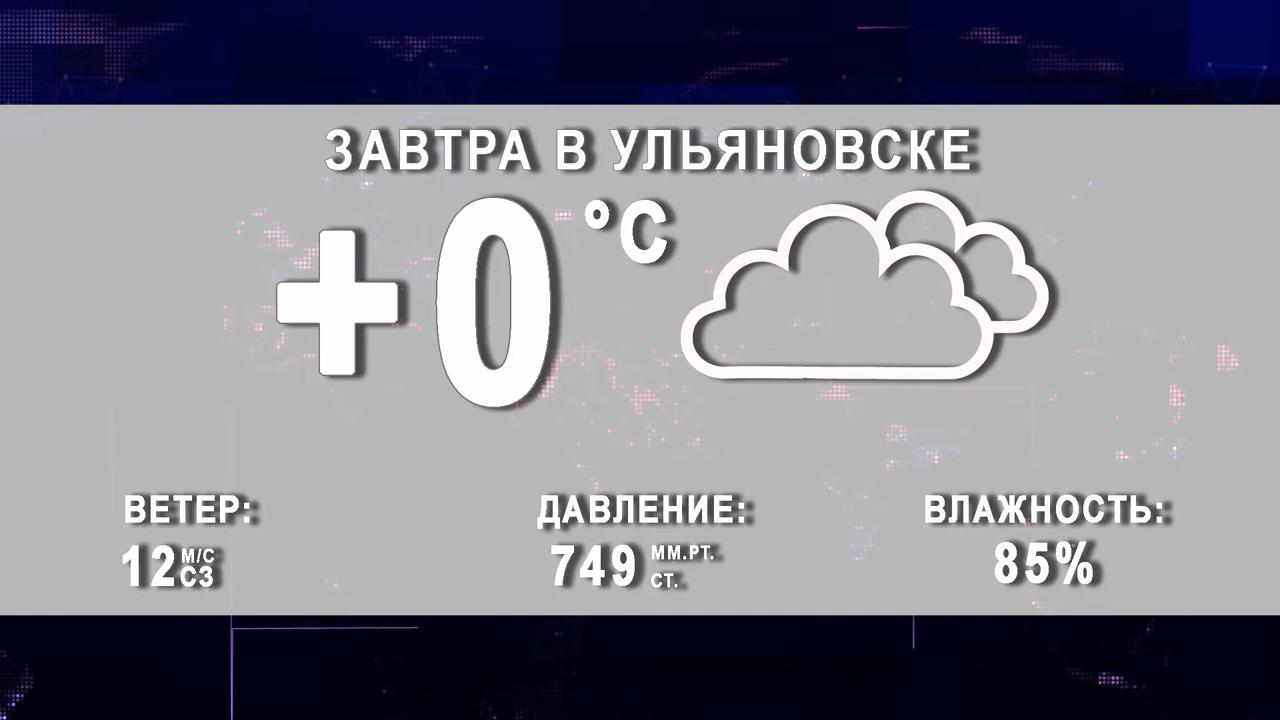 ЗАВТРА В УЛЬЯНОВСКЕ
+0 °C
ВЕТЕР:
12 М/С
СЗ
ДАВЛЕНИЕ:
749 ММ.РТ.
СТ.
ВЛАЖНОСТЬ:
85%